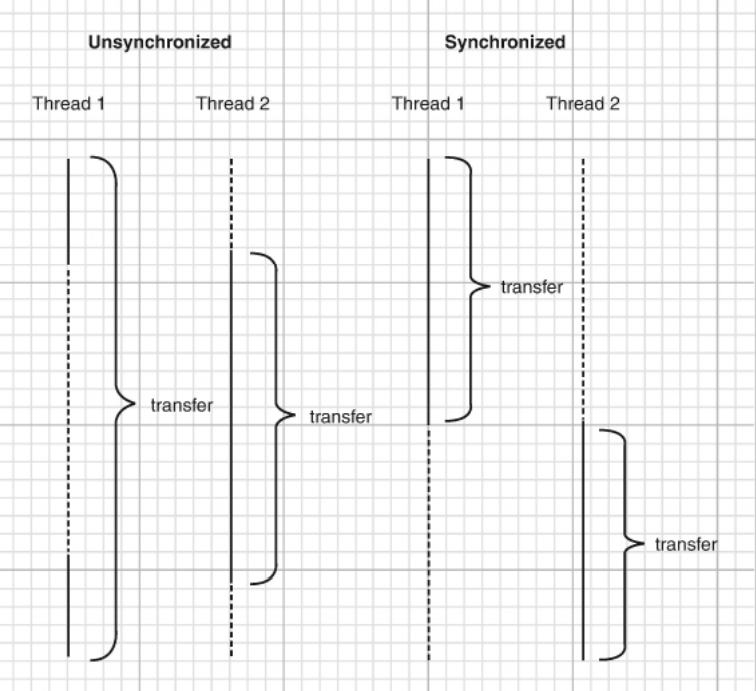 Unsynchronized
Synchronized
Thread 1
Thread 2
Thread 1
Thread 2
transfer
transfer
transfer
transfer